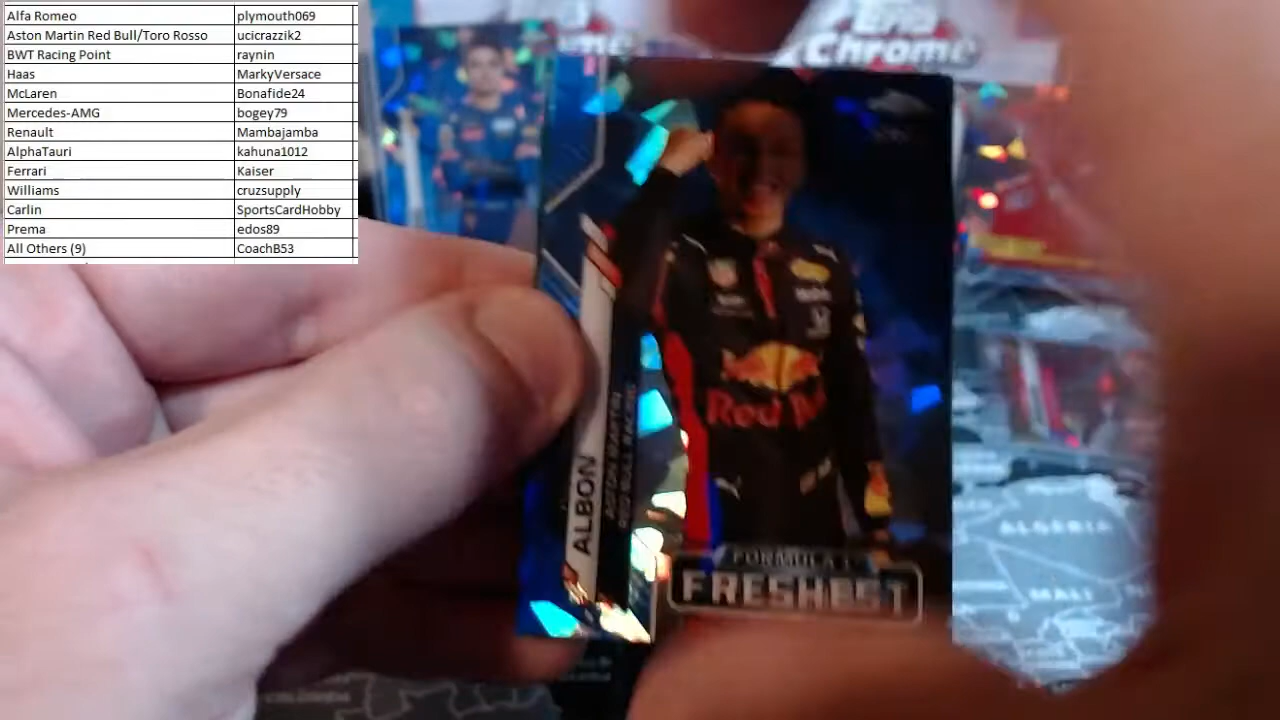 Alfa Romeo plymouth069
Aston Martin Red Bull/Toro Rosso ucicrazzik2
BWT Racing Point raynin
Haas MarkyVersace
McLaren Bonafide24
Mercedes-AMG bogey79
Renault Mambajamba
AlphaTauri kahuna1012
Ferrari Kaiser
Williams cruzsupply
Carlin SportsCardHobby
Prema edos89
All Others (9) CoachB53
Chrome
ALBON
ASTON MARTIN
RED BULL RACING
Red Bull
FORMULA 1
FRESHEST
ALGERIA
MALI